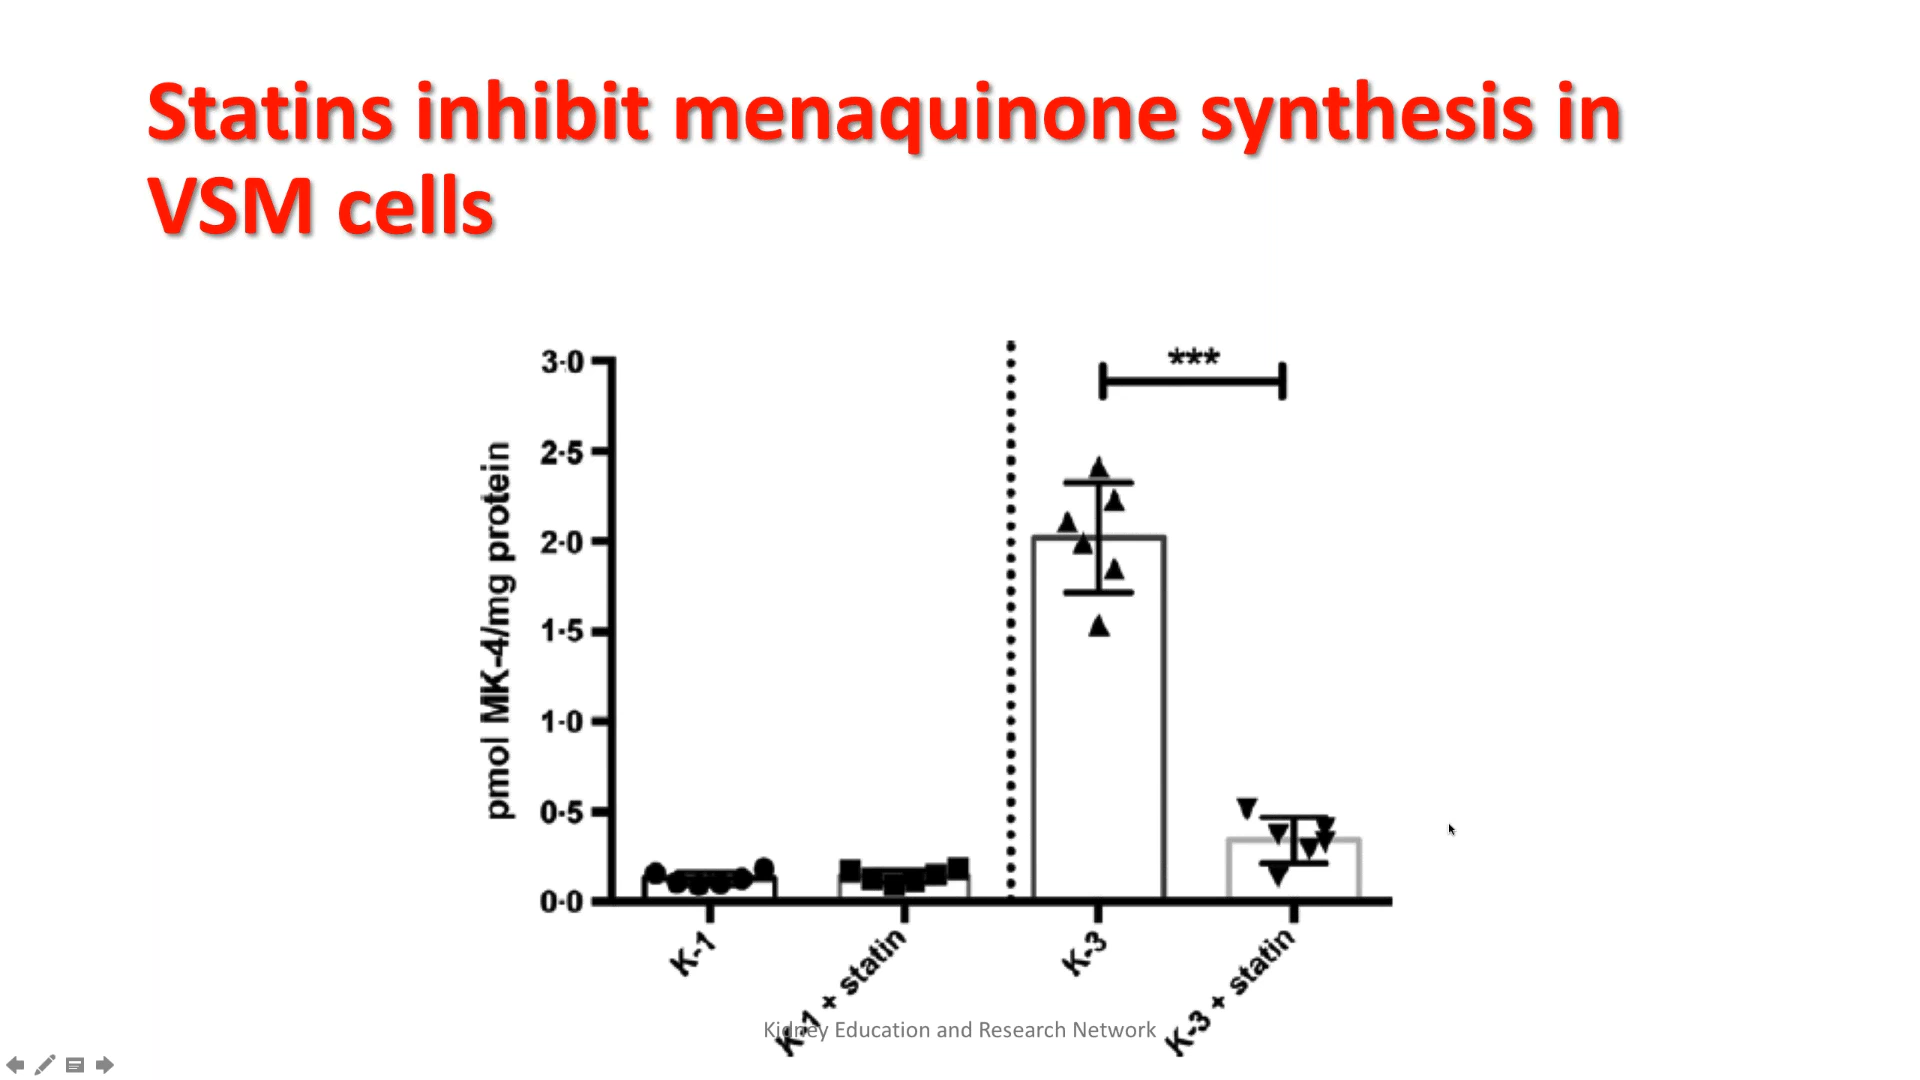 Statins inhibit menaquinone synthesis in
VSM cells
pmol MK-4/mg protein
3·0
2·5
2·0
1·5
1·0
0·5
0·0
***
K-1
K-1 + statin
K-3
K-3 + statin
Kidney Education and Research Network